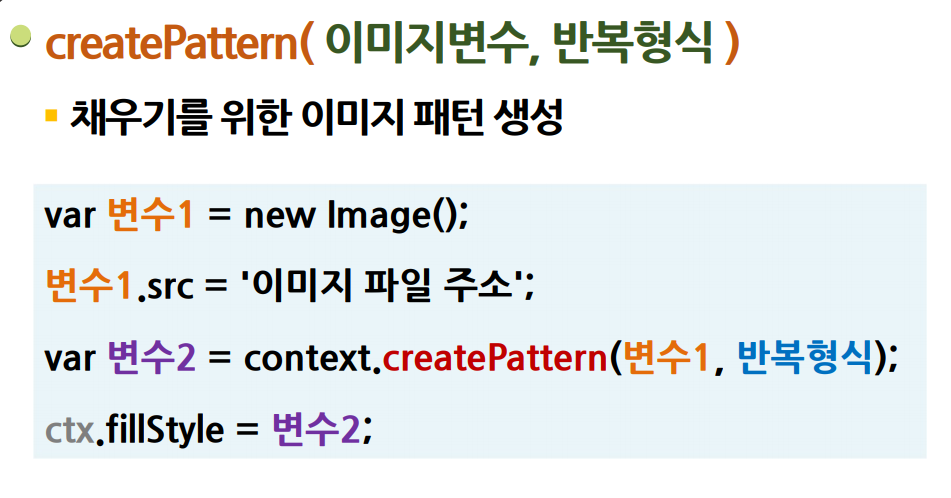 createPattern( 이미지변수, 반복형식 )
채우기를 위한 이미지 패턴 생성
var 변수1 = new Image();
변수1.src = '이미지 파일 주소';
var 변수2 = context.createPattern(변수1, 반복형식);
ctx.fillStyle = 변수2;